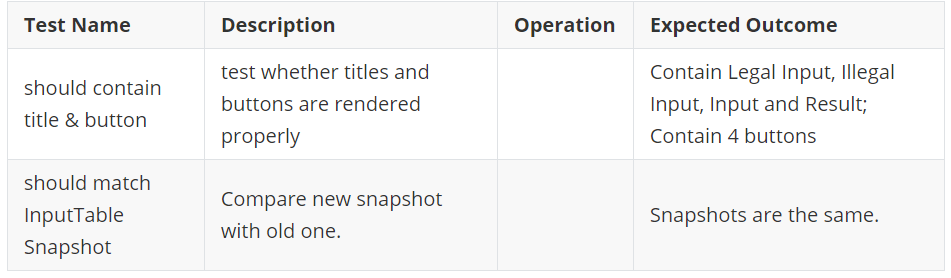 Test Name Description Operation Expected Outcome
should contain
title & button
test whether titles and
buttons are rendered
properly
Contain Legal Input, Illegal
Input, Input and Result;
Contain 4 buttons
should match
InputTable
Snapshot
Compare new snapshot
with old one.
Snapshots are the same.